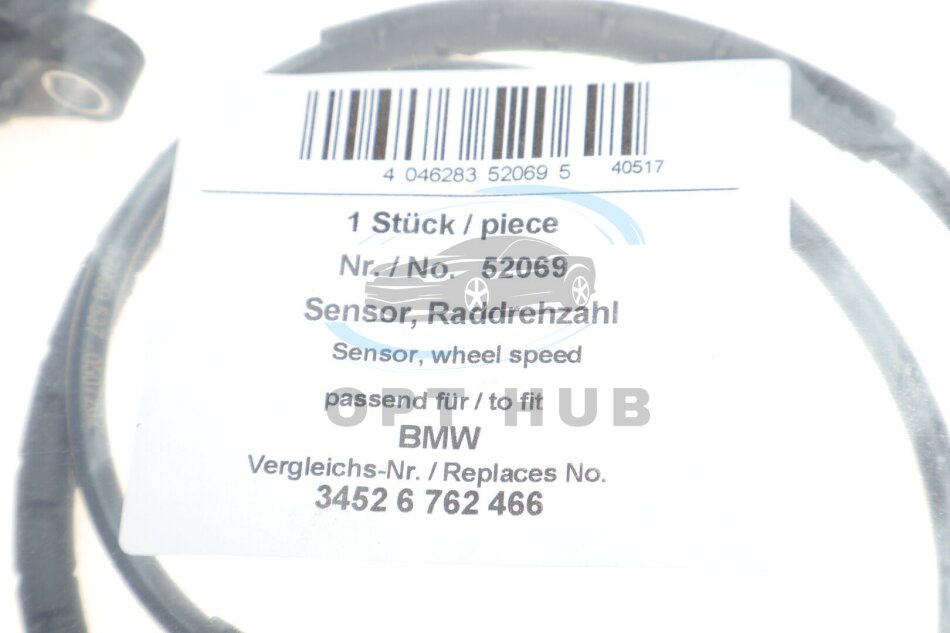 4 046283 52069 5
40517
1 Stück / piece
Nr. / No. 52069
Sensor, Raddrehzahl
Sensor, wheel speed
passend für / to fit
OPT HUB
BMW
Vergleichs-Nr. / Replaces No.
3452 6 762 466